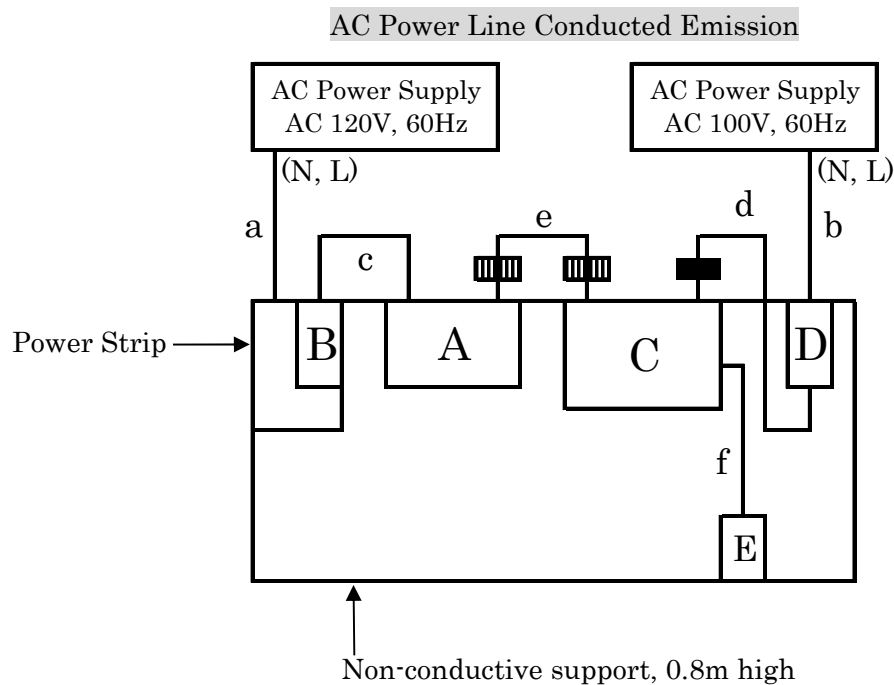 AC Power Line Conducted Emission
AC Power Supply
AC 120V, 60Hz
AC Power Supply
AC 100V, 60Hz
(N, L)
(N, L)
a
c
e
d
b
Power Strip
B
A
C
D
f
E
Non-conductive support, 0.8m high